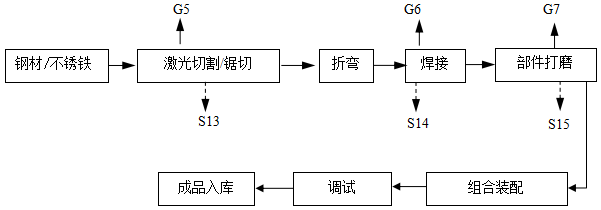 G5
G6
G7
钢材/不锈铁
激光切割/锯切
折弯
焊接
部件打磨
S13
S14
S15
成品入库
调试
组合装配